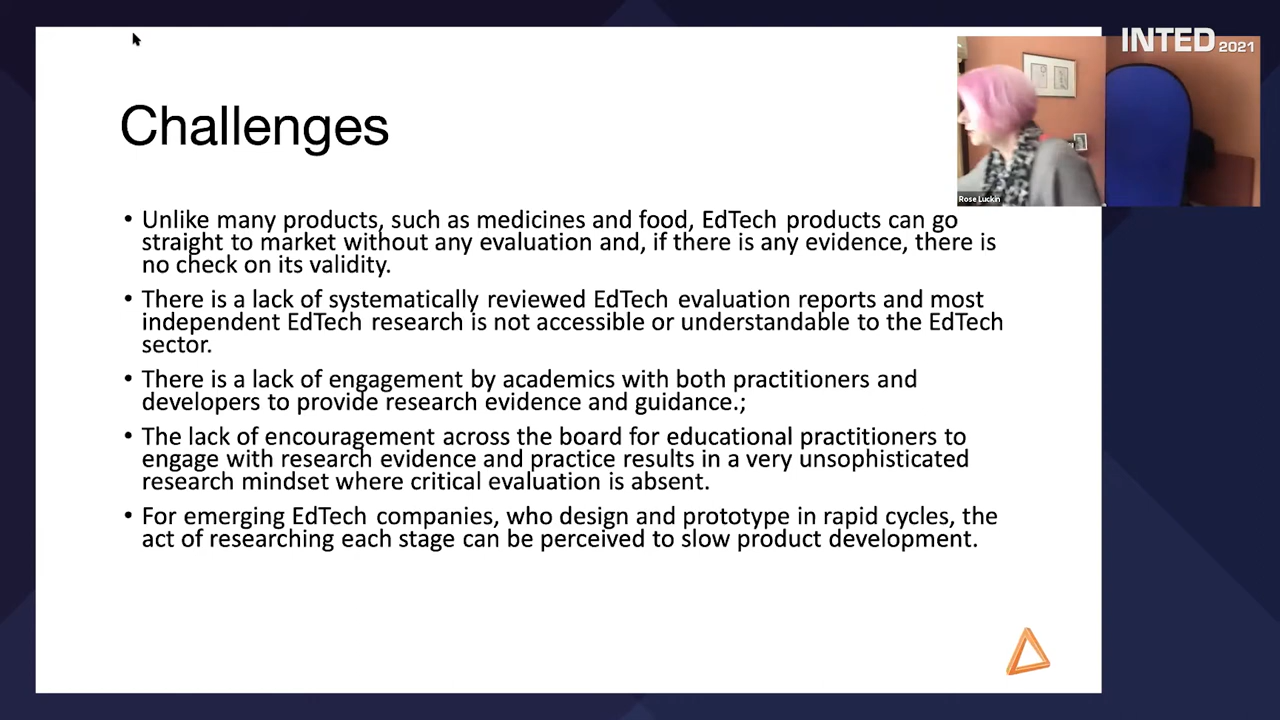 INTED 2021
Rose Luckin
Challenges
• Unlike many products, such as medicines and food, EdTech products can go
straight to market without any evaluation and, if there is any evidence, there is
no check on its validity.
• There is a lack of systematically reviewed EdTech evaluation reports and most
independent EdTech research is not accessible or understandable to the EdTech
sector.
• There is a lack of engagement by academics with both practitioners and
developers to provide research evidence and guidance.;
• The lack of encouragement across the board for educational practitioners to
engage with research evidence and practice results in a very unsophisticated
research mindset where critical evaluation is absent.
• For emerging EdTech companies, who design and prototype in rapid cycles, the
act of researching each stage can be perceived to slow product development.